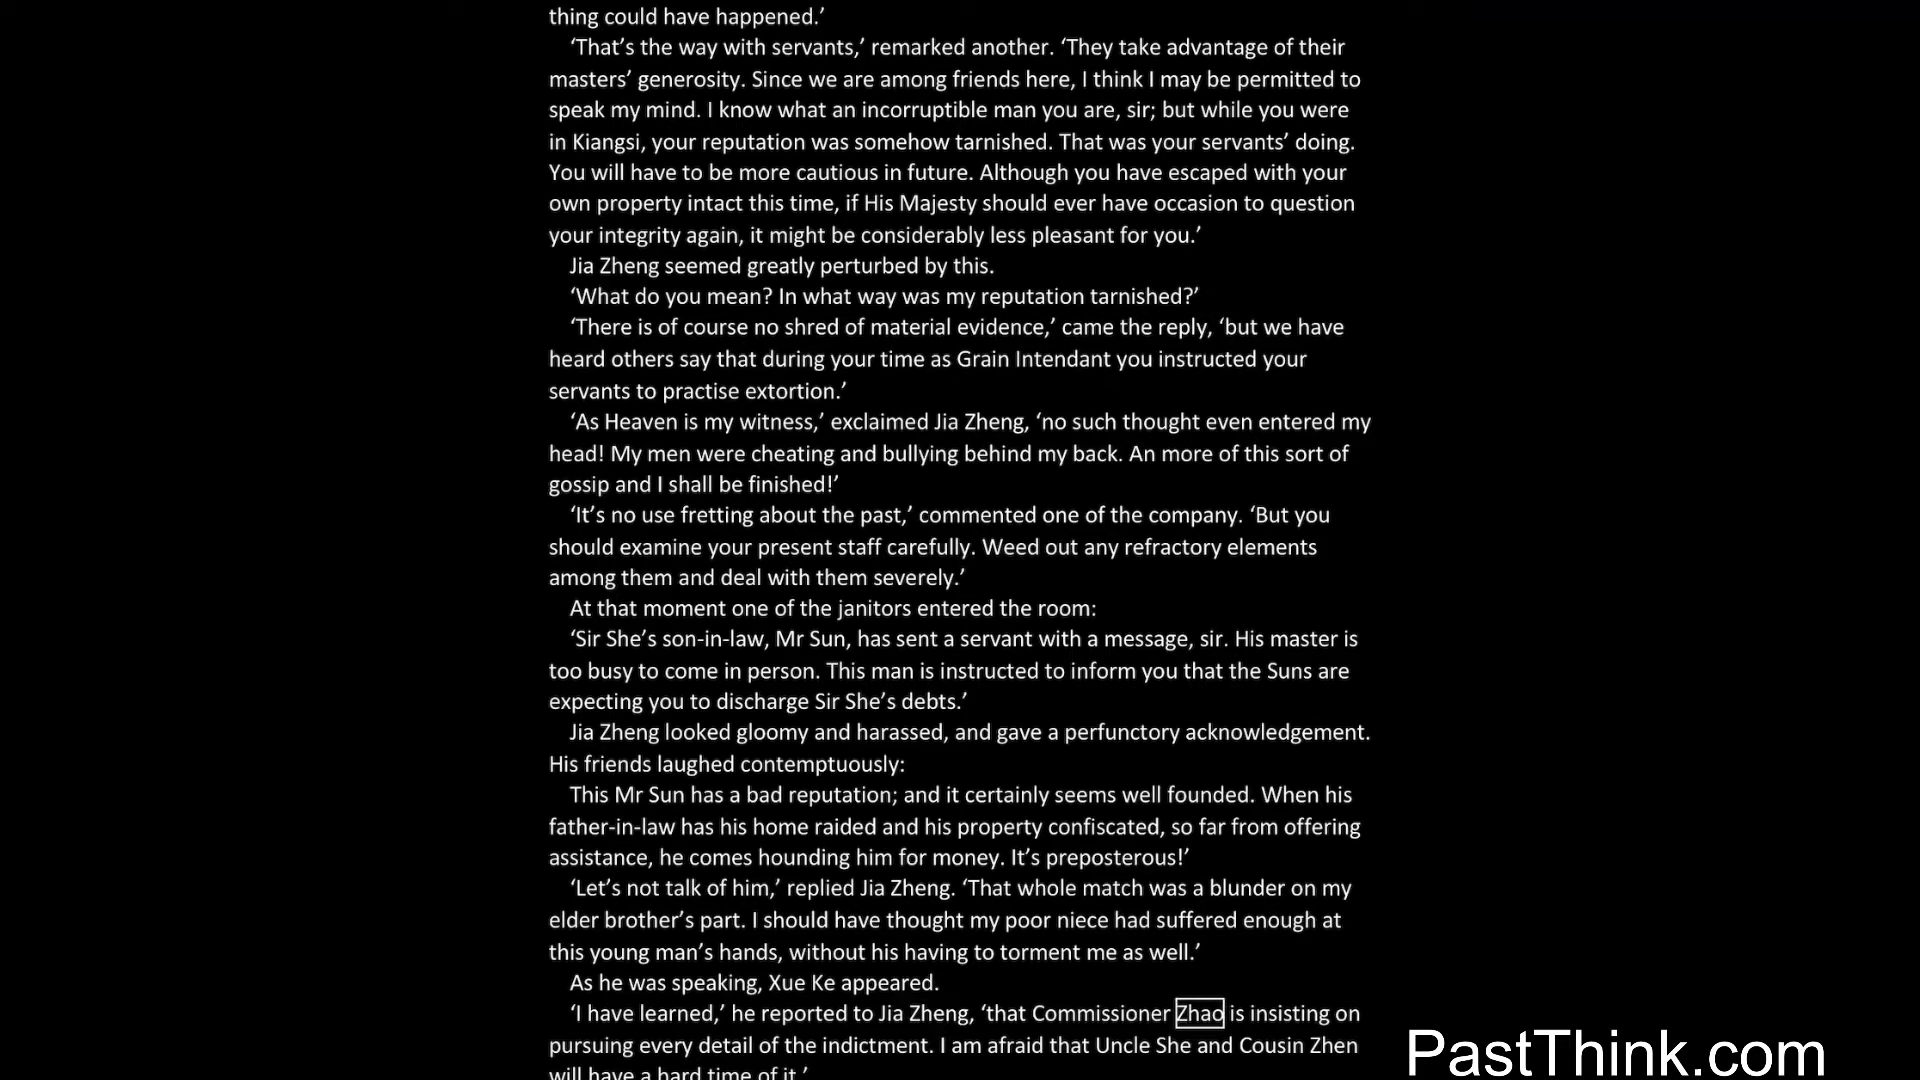 thing could have happened.’
‘That’s the way with servants,’ remarked another. ‘They take advantage of their
masters’ generosity. Since we are among friends here, I think I may be permitted to
speak my mind. I know what an incorruptible man you are, sir; but while you were
in Kiangsi, your reputation was somehow tarnished. That was your servants’ doing.
You will have to be more cautious in future. Although you have escaped with your
own property intact this time, if His Majesty should ever have occasion to question
your integrity again, it might be considerably less pleasant for you.’
Jia Zheng seemed greatly perturbed by this.
‘What do you mean? In what way was my reputation tarnished?’
‘There is of course no shred of material evidence,’ came the reply, ‘but we have
heard others say that during your time as Grain Intendant you instructed your
servants to practise extortion.’
‘As Heaven is my witness,’ exclaimed Jia Zheng, ‘no such thought even entered my
head! My men were cheating and bullying behind my back. An more of this sort of
gossip and I shall be finished!’
‘It’s no use fretting about the past,’ commented one of the company. ‘But you
should examine your present staff carefully. Weed out any refractory elements
among them and deal with them severely.’
At that moment one of the janitors entered the room:
‘Sir She’s son-in-law, Mr Sun, has sent a servant with a message, sir. His master is
too busy to come in person. This man is instructed to inform you that the Suns are
expecting you to discharge Sir She’s debts.’
Jia Zheng looked gloomy and harassed, and gave a perfunctory acknowledgement.
His friends laughed contemptuously:
This Mr Sun has a bad reputation; and it certainly seems well founded. When his
father-in-law has his home raided and his property confiscated, so far from offering
assistance, he comes hounding him for money. It’s preposterous!’
‘Let’s not talk of him,’ replied Jia Zheng. ‘That whole match was a blunder on my
elder brother’s part. I should have thought my poor niece had suffered enough at
this young man’s hands, without his having to torment me as well.’
As he was speaking, Xue Ke appeared.
‘I have learned,’ he reported to Jia Zheng, ‘that Commissioner Zhao is insisting on
pursuing every detail of the indictment. I am afraid that Uncle She and Cousin Zhen
will have a hard time of it.’
PastThink.com